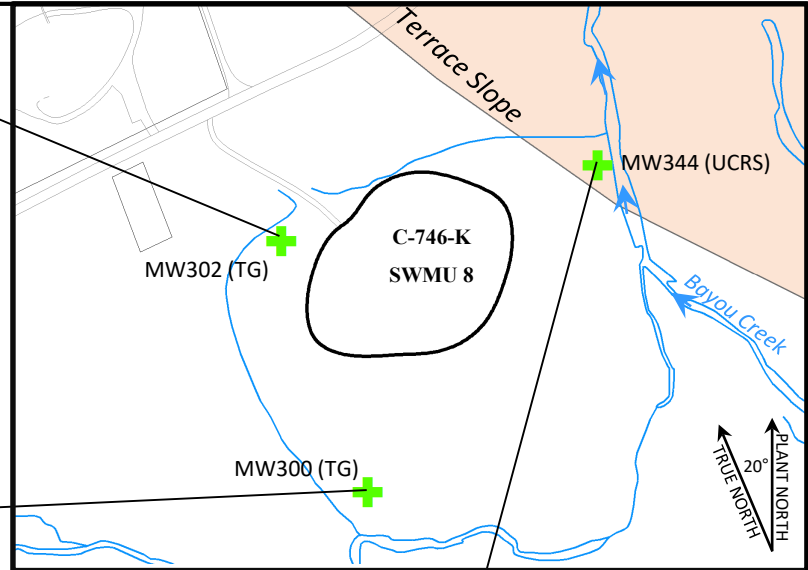 Terrace Slope
MW344 (UCRS)
C-746-K
SWMU 8
MW302 (TG)
Bayou Creek
MW300 (TG)
TRUE NORTH
20°
PLANT NORTH